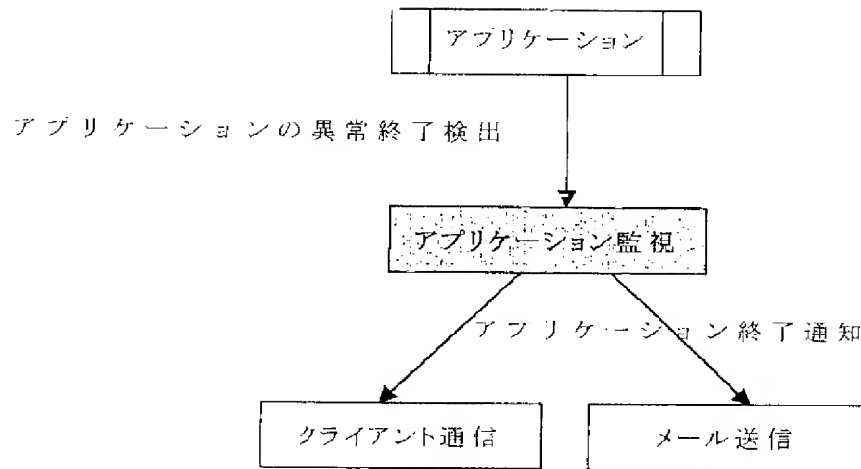 アプリケーション
アプリケーションの異常終了検出
アプリケーション監視
アプリケーション終了通知
クライアント通信
メール送信